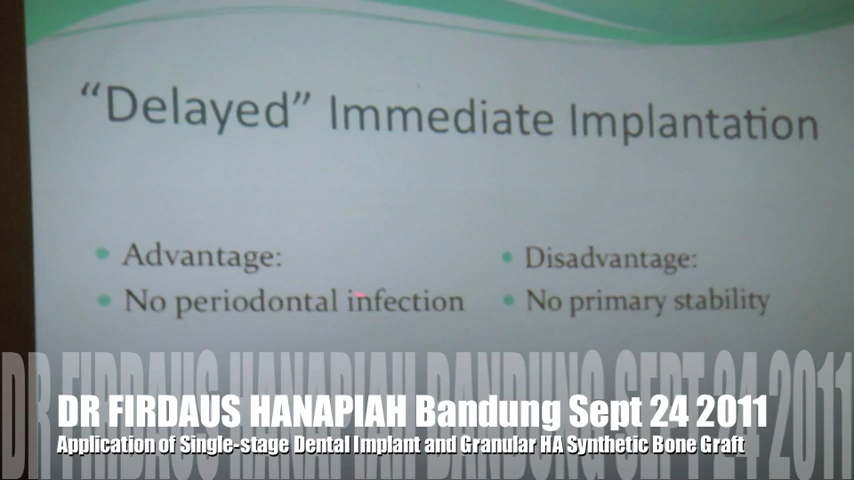 “Delayed” Immediate Implantation
Advantage:
No periodontal infection
Disadvantage:
No primary stability
DR FIRDAUS HANAPIAH BANDUNG SEPT 24 2011
DR FIRDAUS HANAPIAH Bandung Sept 24 2011
Application of Single-stage Dental Implant and Granular HA Synthetic Bone Graft